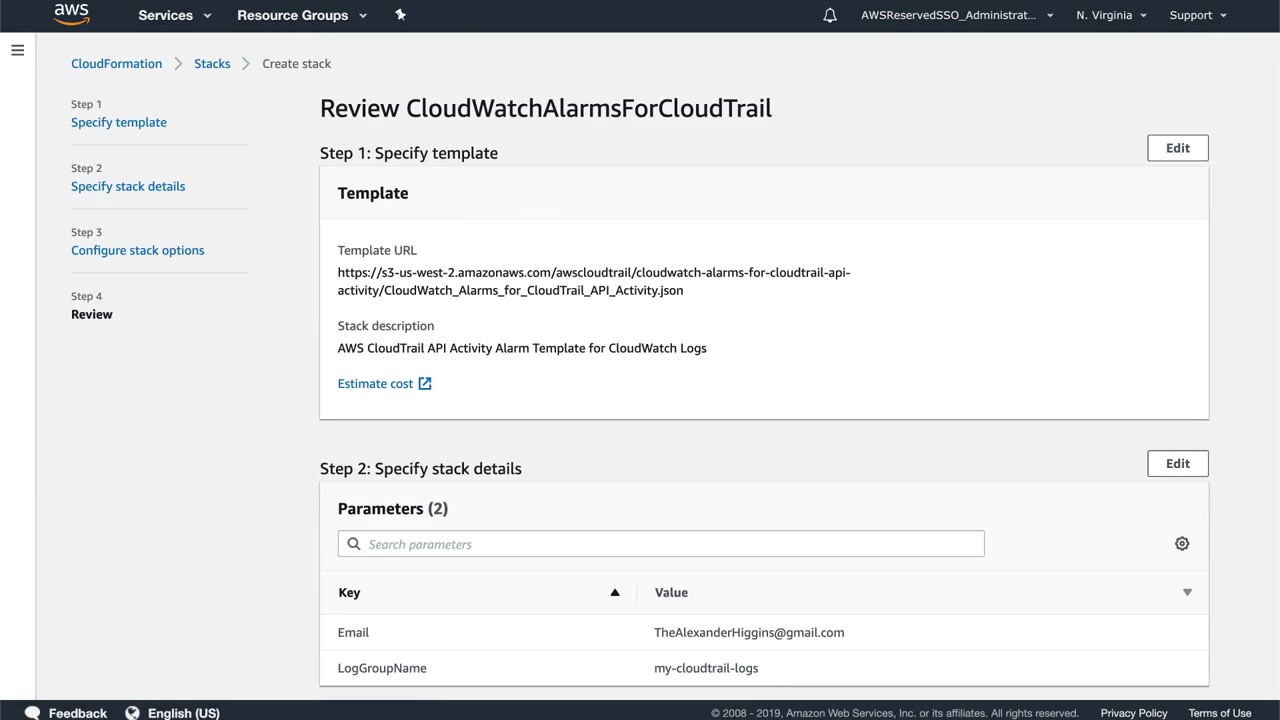 aws
Services
Resource Groups
AWSReservedSSO_Administrat...
N. Virginia
Support
CloudFormation
Stacks
Create stack
Step 1
Specify template
Step 2
Specify stack details
Step 3
Configure stack options
Step 4
Review
Review CloudWatchAlarmsForCloudTrail
Step 1: Specify template
Edit
Template
Template URL
https://s3-us-west-2.amazonaws.com/awscloudtrail/cloudwatch-alarms-for-cloudtrail-api-
activity/CloudWatch_Alarms_for_CloudTrail_API_Activity.json
Stack description
AWS CloudTrail API Activity Alarm Template for CloudWatch Logs
Estimate cost
Step 2: Specify stack details
Edit
Parameters (2)
Search parameters
Key
Value
Email
TheAlexanderHiggins@gmail.com
LogGroupName
my-cloudtrail-logs
Feedback
English (US)
© 2008 - 2019, Amazon Web Services, Inc. or its affiliates. All rights reserved.
Privacy Policy
Terms of Use